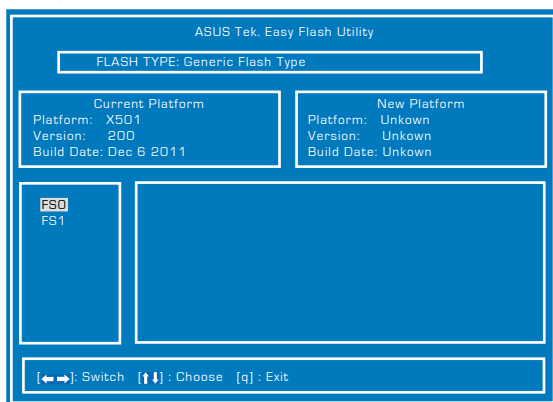 ASUS Tek. Easy Flash Utility
FLASH TYPE: Generic Flash Type
Current Platform
Platform: X501
Version: 200
Build Date: Dec 6 2011
New Platform
Platform: Unkown
Version: Unkown
Build Date: Unkown
FS0
FS1
[←→]: Switch [↑↓] : Choose [q] : Exit